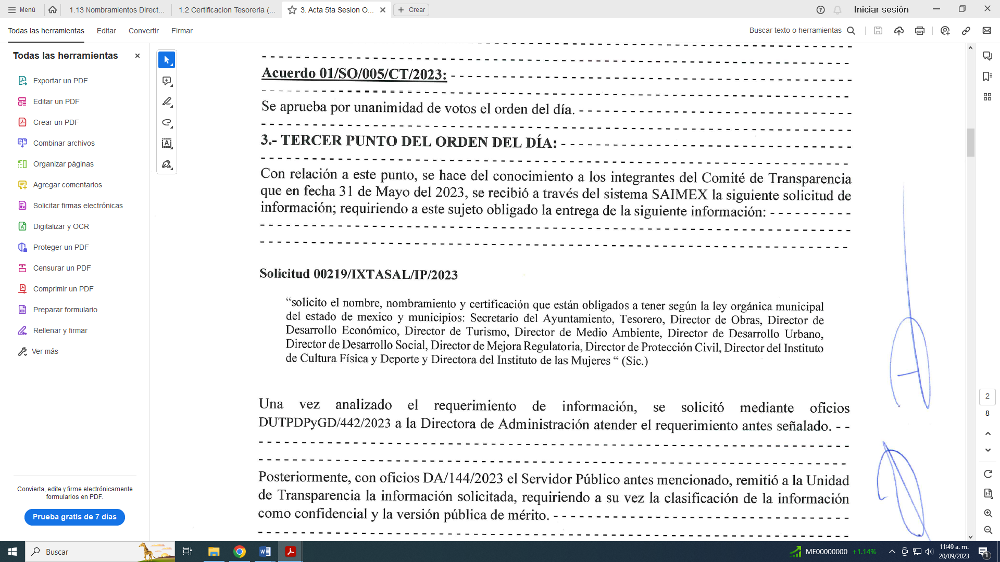 Menú
1.13 Nombramientos Direct...
1.2 Certificacion Tesoreria (...
3. Acta 5ta Sesion O...
Crear
Iniciar sesión
Todas las herramientas
Editar
Convertir
Firmar
Buscar texto o herramientas
Todas las herramientas
Exportar un PDF
Editar un PDF
Crear un PDF
Combinar archivos
Organizar páginas
Agregar comentarios
Solicitar firmas electrónicas
Digitalizar y OCR
Proteger un PDF
Censurar un PDF
Comprimir un PDF
Preparar formulario
Rellenar y firmar
Ver más
Convierta, edite y firme electrónicamente
formularios en PDF.
Prueba gratis de 7 días
Acuerdo 01/SO/005/CT/2023:
Se aprueba por unanimidad de votos el orden del día.
3.- TERCER PUNTO DEL ORDEN DEL DÍA:
Con relación a este punto, se hace del conocimiento a los integrantes del Comité de Transparencia
que en fecha 31 de Mayo del 2023, se recibió a través del sistema SAIMEX la siguiente solicitud de
información; requiriendo a este sujeto obligado la entrega de la siguiente información:
Solicitud 00219/IXTASAL/IP/2023
“solicito el nombre, nombramiento y certificación que están obligados a tener según la ley orgánica municipal
del estado de mexico y municipios: Secretario del Ayuntamiento, Tesorero, Director de Obras, Director de
Desarrollo Económico, Director de Turismo, Director de Medio Ambiente, Director de Desarrollo Urbano,
Director de Desarrollo Social, Director de Mejora Regulatoria, Director de Protección Civil, Director del Instituto
de Cultura Física y Deporte y Directora del Instituto de las Mujeres “ (Sic.)
Una vez analizado el requerimiento de información, se solicitó mediante oficios
DUTPDPyGD/442/2023 a la Directora de Administración atender el requerimiento antes señalado.
Posteriormente, con oficios DA/144/2023 el Servidor Público antes mencionado, remitió a la Unidad
de Transparencia la información solicitada, requiriendo a su vez la clasificación de la información
como confidencial y la versión pública de mérito.
2
8
Buscar
ME00000000 +1.14%
11:49 a. m.
20/09/2023
1